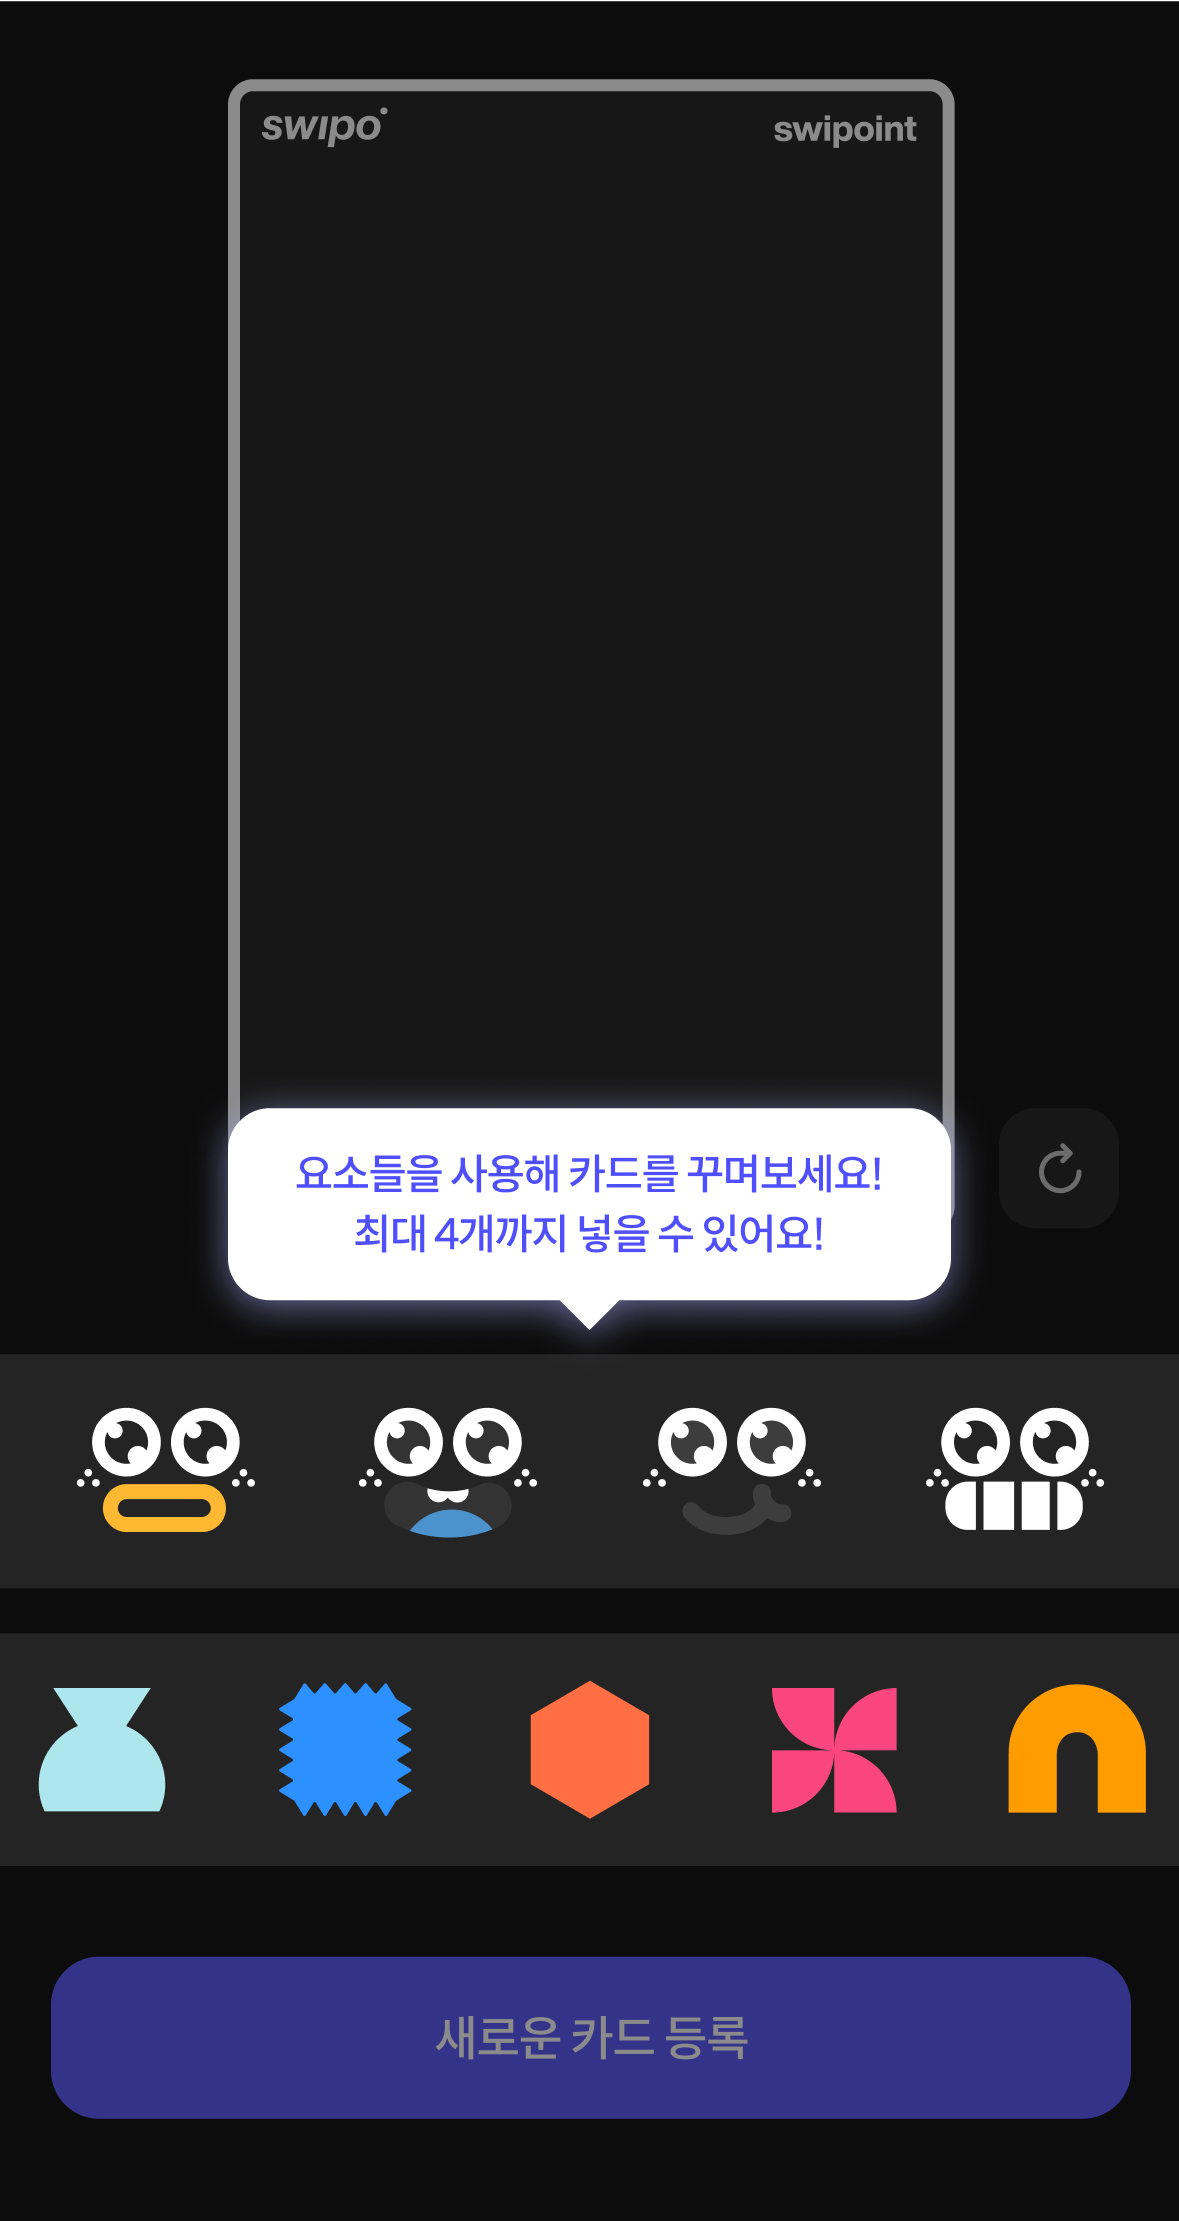 swipo
swipoint
요소들을 사용해 카드를 꾸며보세요!
최대 4개까지 넣을 수 있어요!
새로운 카드 등록